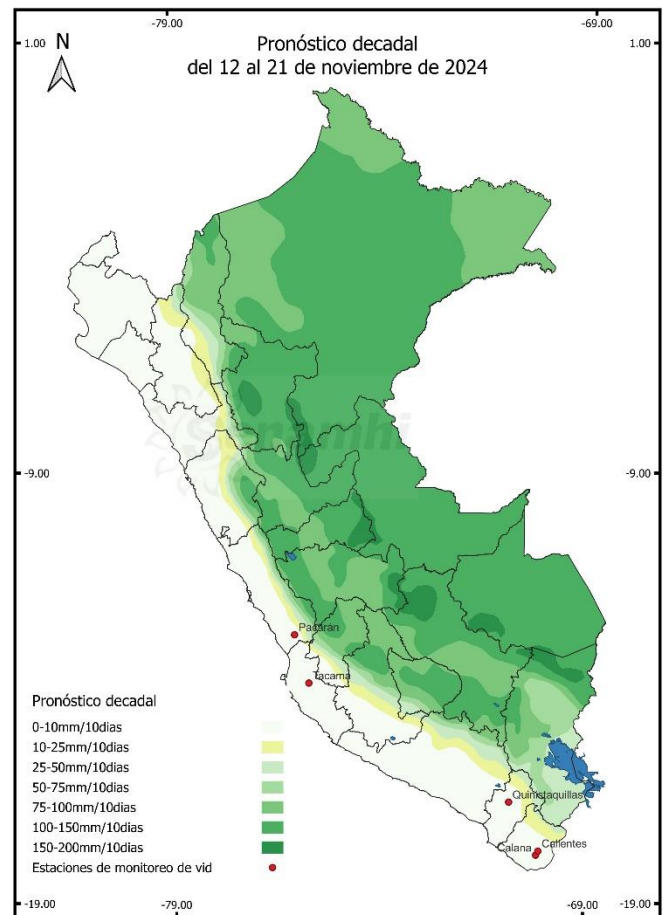 -79.00
-69.00
1.00
1.00
N
Pronóstico decadal
del 12 al 21 de noviembre de 2024
Senamhi
-9.00
-9.00
Pacaran
Tacama
Pronóstico decadal
0-10mm/10dias
10-25mm/10dias
25-50mm/10dias
50-75mm/10dias
75-100mm/10dias
100-150mm/10dias
150-200mm/10dias
Estaciones de monitoreo de vid
Quinistaquillas
Calana
Calientes
-19.00
-19.00
-79.00
-69.00